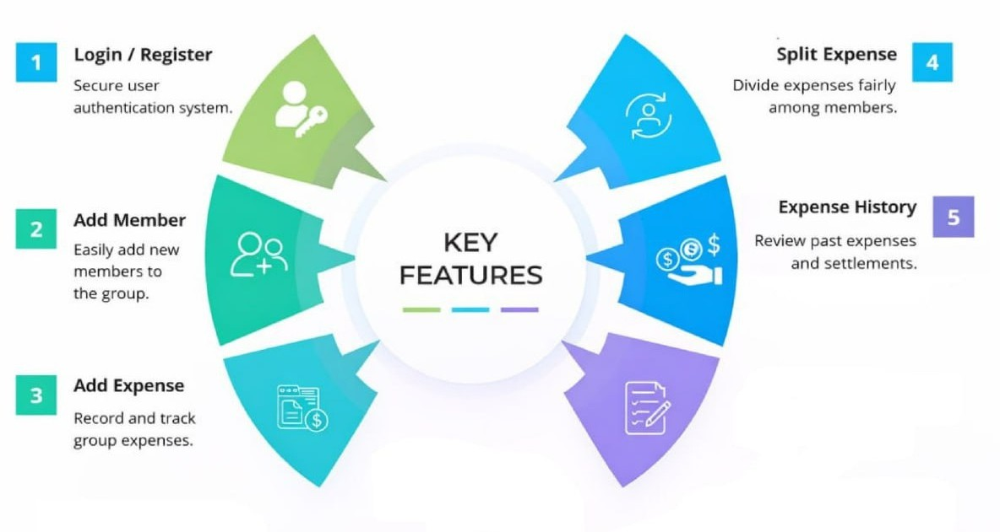 1
Login / Register
Secure user
authentication system.
2
Add Member
Easily add new
members to
the group.
3
Add Expense
Record and track
group expenses.
KEY
FEATURES
Split Expense
4
Divide expenses fairly
among members.
Expense History
5
Review past expenses
and settlements.
$
$
$
$